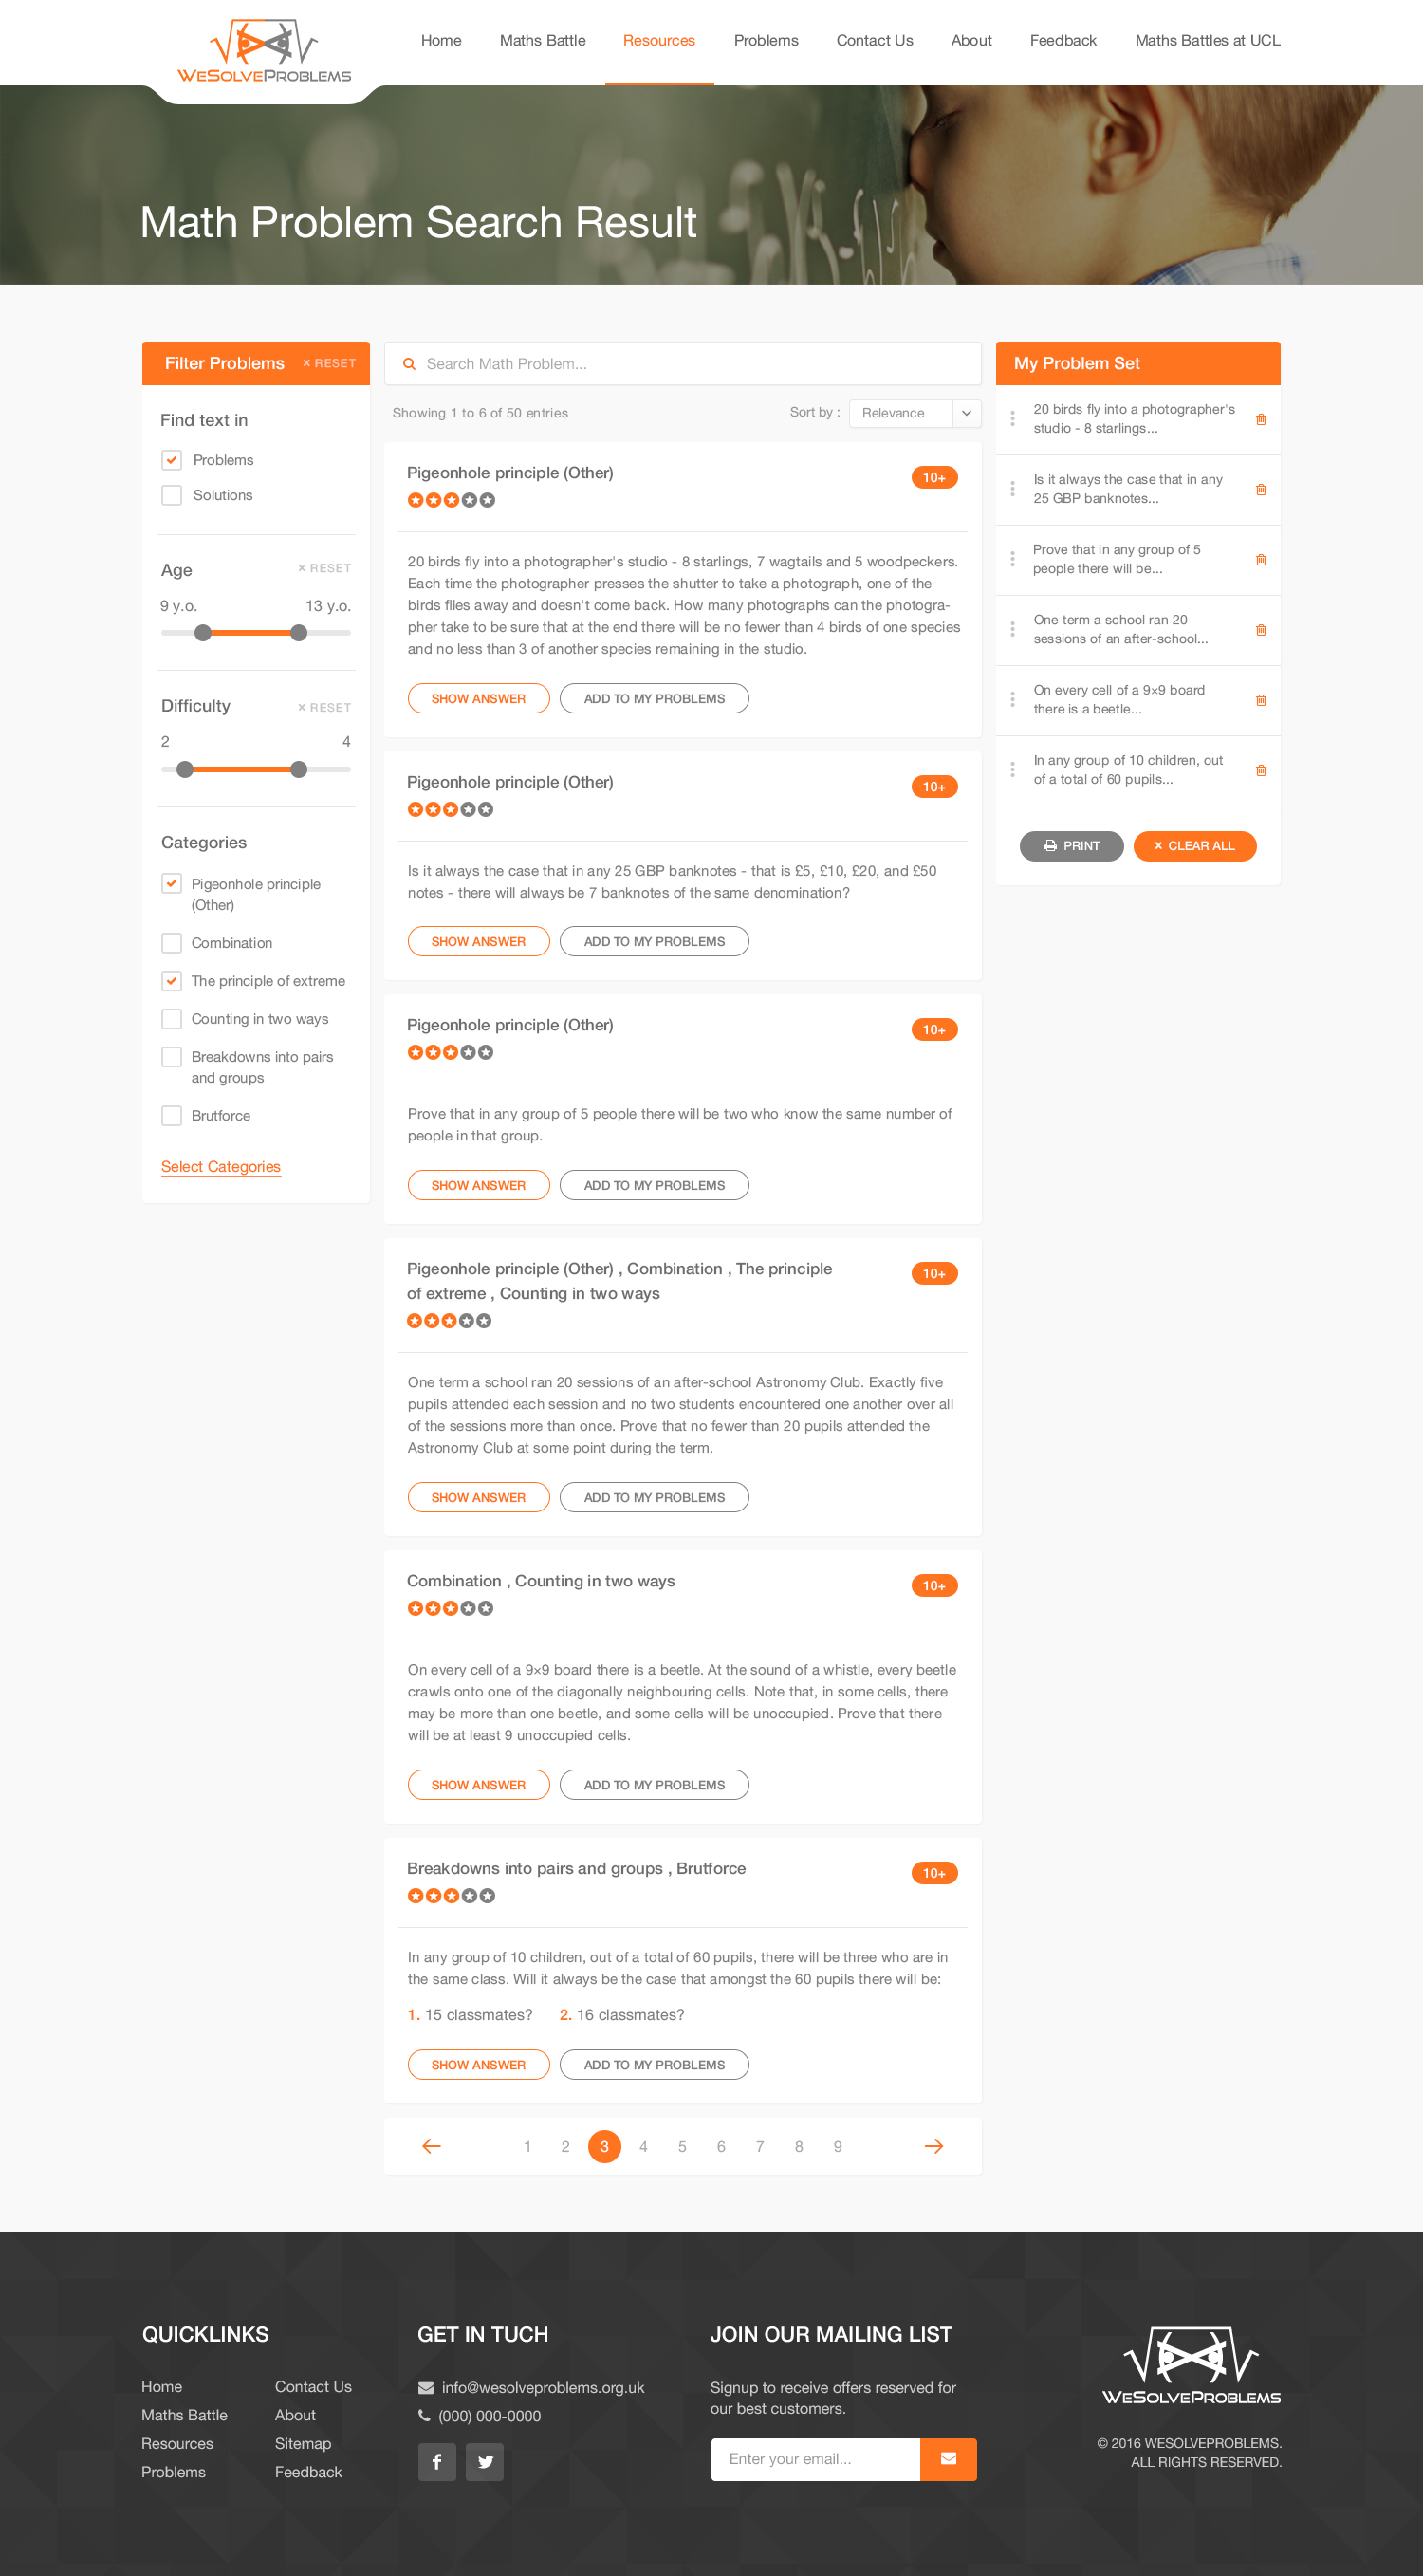 WESOLVEPROBLEMS
Home
Maths Battle
Resources
Problems
Contact Us
About
Feedback
Maths Battles at UCL
Math Problem Search Result
Filter Problems
× RESET
Find text in
Problems
Solutions
Age
× RESET
9 y.o.
13 y.o.
Difficulty
× RESET
2
4
Categories
Pigeonhole principle
(Other)
Combination
The principle of extreme
Counting in two ways
Breakdowns into pairs
and groups
Brutforce
Select Categories
Search Math Problem...
Showing 1 to 6 of 50 entries
Sort by :
Relevance
Pigeonhole principle (Other)
10+
20 birds fly into a photographer's studio - 8 starlings, 7 wagtails and 5 woodpeckers.
Each time the photographer presses the shutter to take a photograph, one of the
birds flies away and doesn't come back. How many photographs can the photogra-
pher take to be sure that at the end there will be no fewer than 4 birds of one species
and no less than 3 of another species remaining in the studio.
SHOW ANSWER
ADD TO MY PROBLEMS
Pigeonhole principle (Other)
10+
Is it always the case that in any 25 GBP banknotes - that is £5, £10, £20, and £50
notes - there will always be 7 banknotes of the same denomination?
SHOW ANSWER
ADD TO MY PROBLEMS
Pigeonhole principle (Other)
10+
Prove that in any group of 5 people there will be two who know the same number of
people in that group.
SHOW ANSWER
ADD TO MY PROBLEMS
Pigeonhole principle (Other) , Combination , The principle
of extreme , Counting in two ways
10+
One term a school ran 20 sessions of an after-school Astronomy Club. Exactly five
pupils attended each session and no two students encountered one another over all
of the sessions more than once. Prove that no fewer than 20 pupils attended the
Astronomy Club at some point during the term.
SHOW ANSWER
ADD TO MY PROBLEMS
Combination , Counting in two ways
10+
On every cell of a 9×9 board there is a beetle. At the sound of a whistle, every beetle
crawls onto one of the diagonally neighbouring cells. Note that, in some cells, there
may be more than one beetle, and some cells will be unoccupied. Prove that there
will be at least 9 unoccupied cells.
SHOW ANSWER
ADD TO MY PROBLEMS
Breakdowns into pairs and groups , Brutforce
10+
In any group of 10 children, out of a total of 60 pupils, there will be three who are in
the same class. Will it always be the case that amongst the 60 pupils there will be:
1. 15 classmates?
2. 16 classmates?
SHOW ANSWER
ADD TO MY PROBLEMS
1 2 3 4 5 6 7 8 9
My Problem Set
20 birds fly into a photographer's
studio - 8 starlings...
Is it always the case that in any
25 GBP banknotes...
Prove that in any group of 5
people there will be...
One term a school ran 20
sessions of an after-school...
On every cell of a 9×9 board
there is a beetle...
In any group of 10 children, out
of a total of 60 pupils...
PRINT
× CLEAR ALL
QUICKLINKS
Home
Maths Battle
Resources
Problems
Contact Us
About
Sitemap
Feedback
GET IN TUCH
info@wesolveproblems.org.uk
(000) 000-0000
JOIN OUR MAILING LIST
Signup to receive offers reserved for
our best customers.
Enter your email...
WESOLVEPROBLEMS
© 2016 WESOLVEPROBLEMS.
ALL RIGHTS RESERVED.